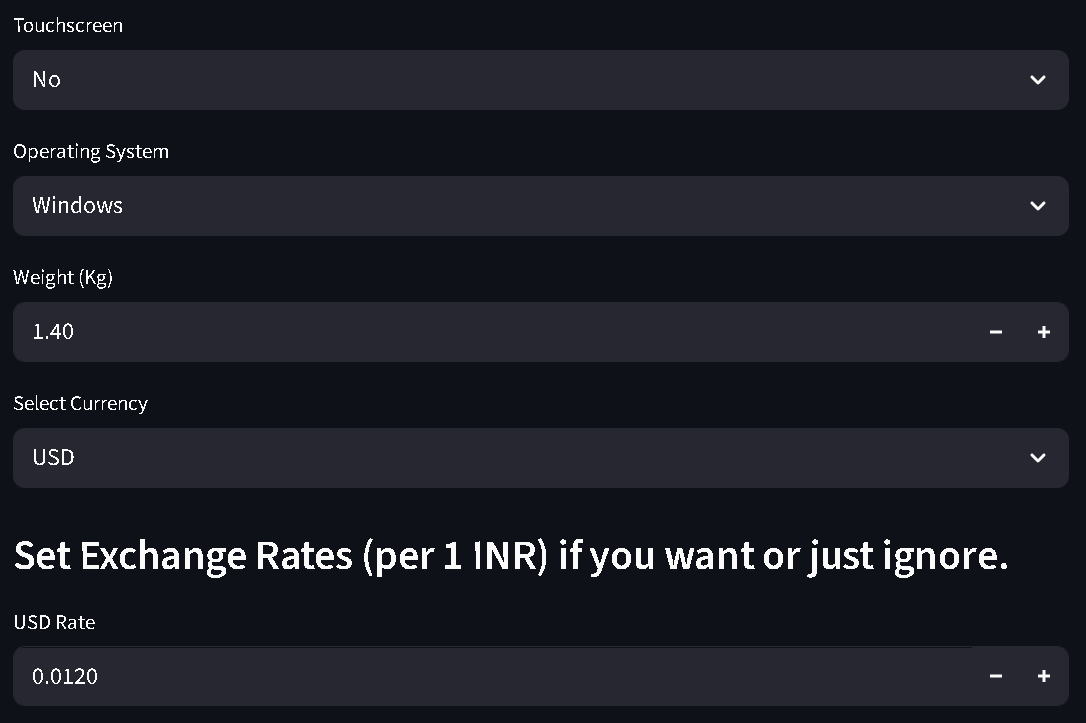 Touchscreen
No
Operating System
Windows
Weight (Kg)
1.40
Select Currency
USD
Set Exchange Rates (per 1 INR) if you want or just ignore.
USD Rate
0.0120